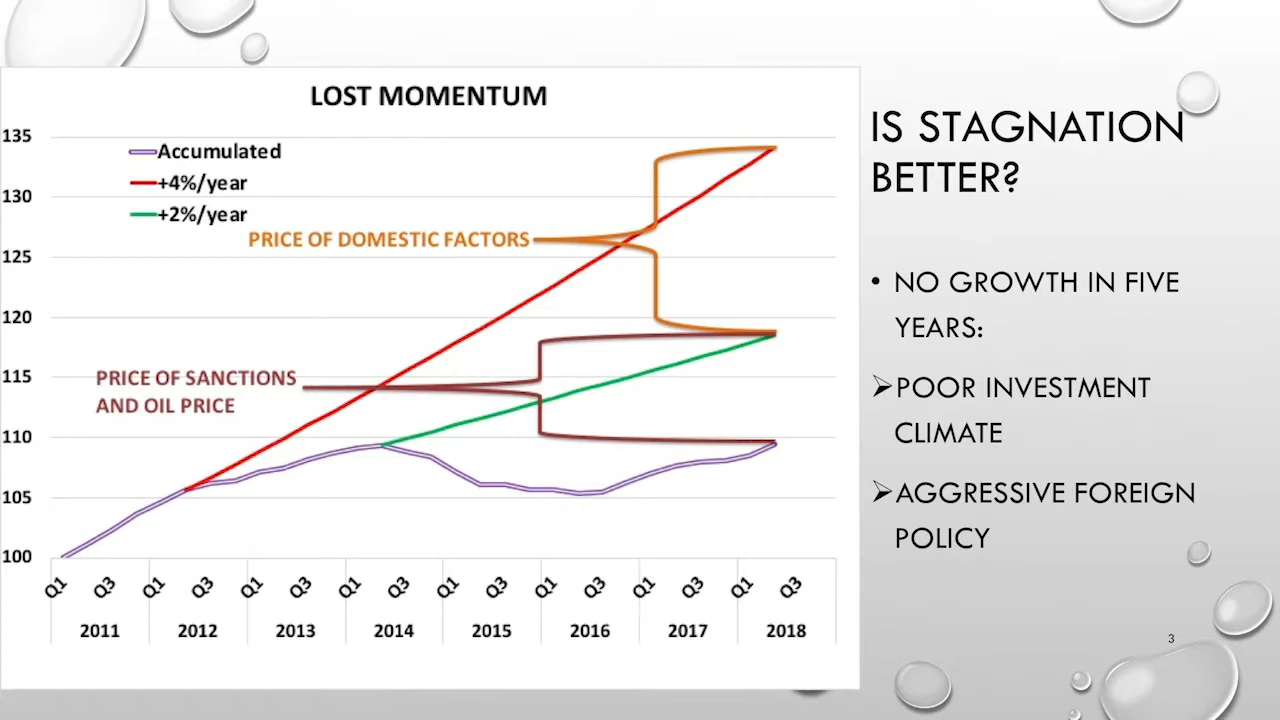 LOST MOMENTUM
135
130
125
120
115
110
105
100
Accumulated
+4%/year
+2%/year
PRICE OF DOMESTIC FACTORS
PRICE OF SANCTIONS
AND OIL PRICE
Q1 Q3 Q1 Q3 Q1 Q3 Q1 Q3 Q1 Q3 Q1 Q3 Q1 Q3 Q1 Q3
2011 2012 2013 2014 2015 2016 2017 2018
IS STAGNATION
BETTER?
• NO GROWTH IN FIVE
YEARS:
➢POOR INVESTMENT
CLIMATE
➢AGGRESSIVE FOREIGN
POLICY
3